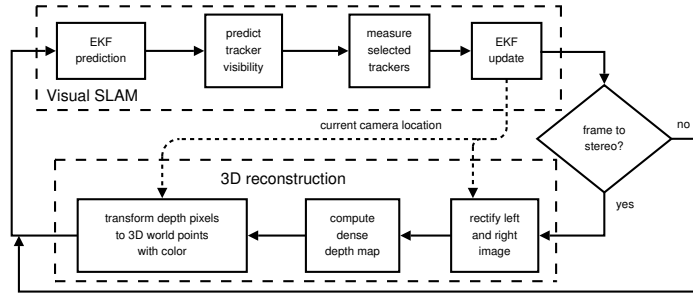 EKF
prediction
predict
tracker
visibility
measure
selected
trackers
EKF
update
Visual SLAM
frame to
stereo?
no
yes
current camera location
3D reconstruction
transform depth pixels
to 3D world points
with color
compute
dense
depth map
rectify left
and right
image